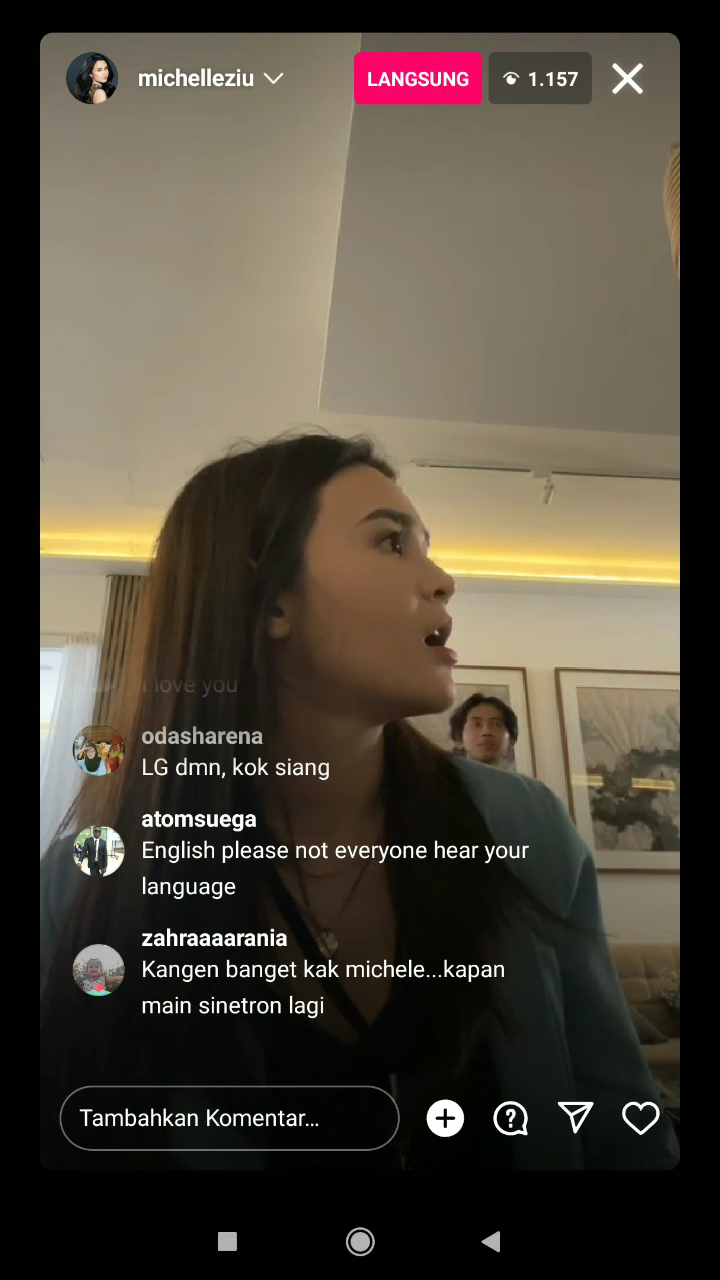 michelleziu
LANGSUNG
1.157
love you
odasharena
LG dmn, kok siang
atomsuega
English please not everyone hear your
language
zahraaaarania
Kangen banget kak michele...kapan
main sinetron lagi
Tambahkan Komentar...